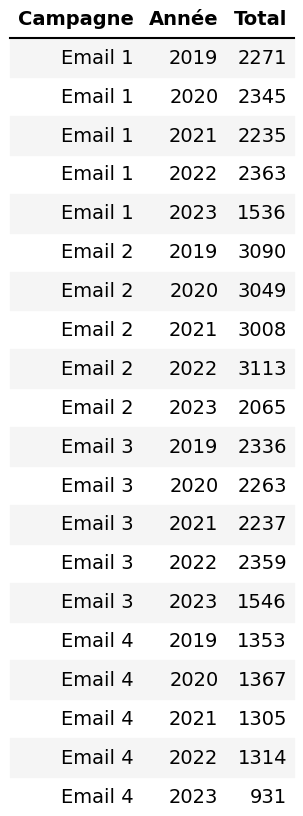 Campagne Année Total
Email 1 2019 2271
Email 1 2020 2345
Email 1 2021 2235
Email 1 2022 2363
Email 1 2023 1536
Email 2 2019 3090
Email 2 2020 3049
Email 2 2021 3008
Email 2 2022 3113
Email 2 2023 2065
Email 3 2019 2336
Email 3 2020 2263
Email 3 2021 2237
Email 3 2022 2359
Email 3 2023 1546
Email 4 2019 1353
Email 4 2020 1367
Email 4 2021 1305
Email 4 2022 1314
Email 4 2023 931